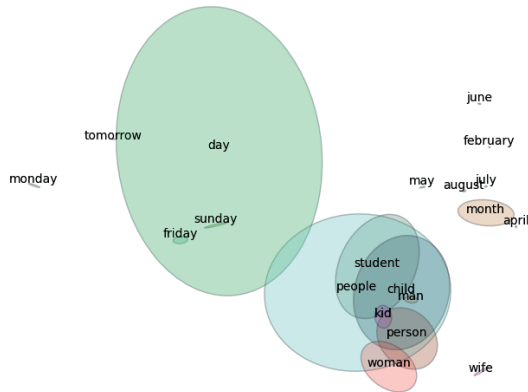 june
tomorrow
february
day
monday
may
july
august
month
sunday
april
friday
student
people
child
man
kid
person
woman
wife